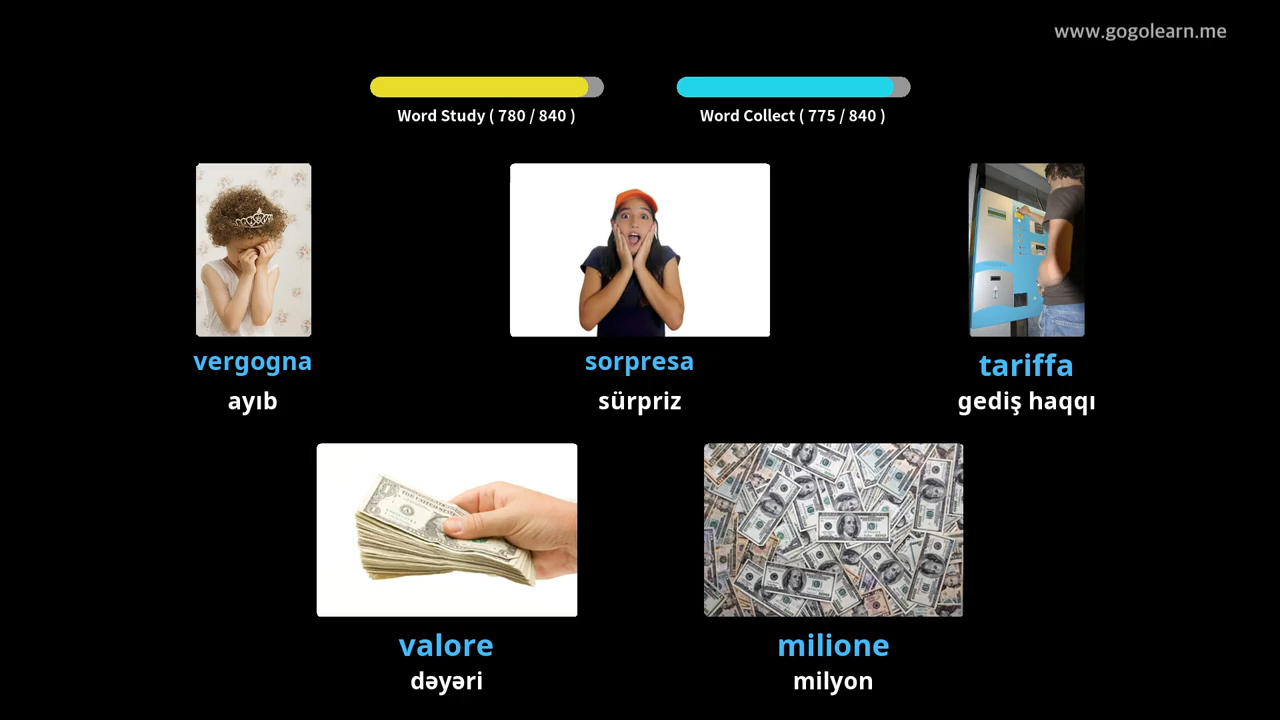 www.gogolearn.me
Word Study ( 780 / 840 )
Word Collect ( 775 / 840 )
vergogna
sorpresa
tariffa
ayıb
sürpriz
gediş haqqı
valore
milione
dəyəri
milyon